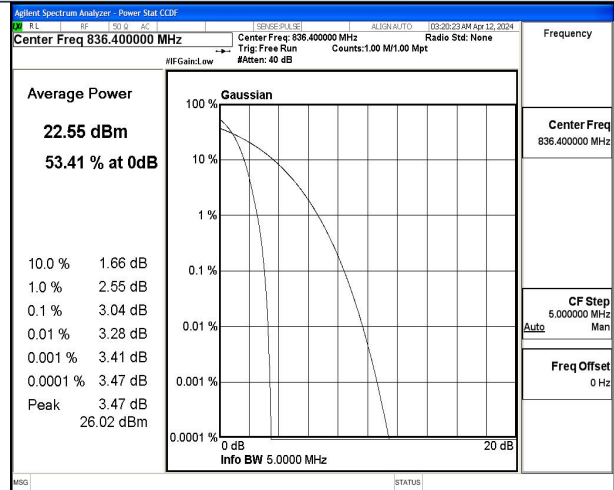 Agilent Spectrum Analyzer - Power Stat CCDF
LXI RL RF 50 Ω AC SENSE:PULSE ALIGN AUTO 03:20:23 AM Apr 12, 2024
Center Freq 836.400000 MHz
Center Freq: 836.400000 MHz Radio Std: None
Trig: Free Run Counts:1.00 M/1.00 Mpt
#IFGain:Low #Atten: 40 dB
Frequency
Average Power
22.55 dBm
53.41 % at 0dB
10.0 % 1.66 dB
1.0 % 2.55 dB
0.1 % 3.04 dB
0.01 % 3.28 dB
0.001 % 3.41 dB
0.0001 % 3.47 dB
Peak 3.47 dB
26.02 dBm
Gaussian
100 %
10 %
1 %
0.1 %
0.01 %
0.001 %
0.0001 %
0 dB 20 dB
Info BW 5.0000 MHz
Center Freq
836.400000 MHz
CF Step
5.000000 MHz
Auto Man
Freq Offset
0 Hz
MSG STATUS